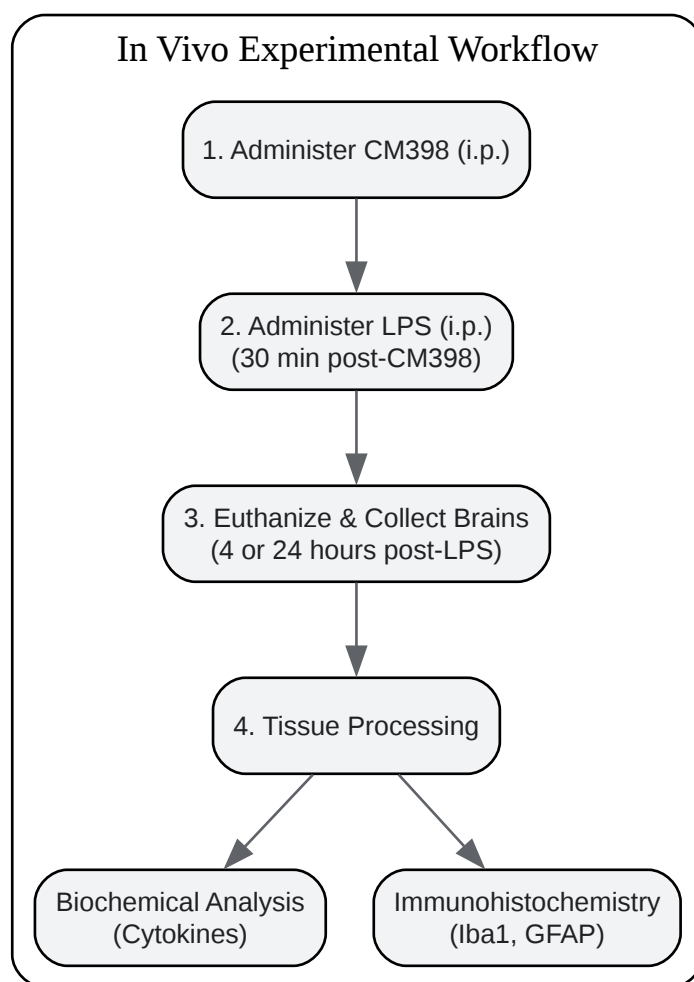 In Vivo Experimental Workflow
1. Administer CM398 (i.p.)
2. Administer LPS (i.p.)
(30 min post-CM398)
3. Euthanize & Collect Brains
(4 or 24 hours post-LPS)
4. Tissue Processing
Biochemical Analysis
(Cytokines)
Immunohistochemistry
(Iba1, GFAP)